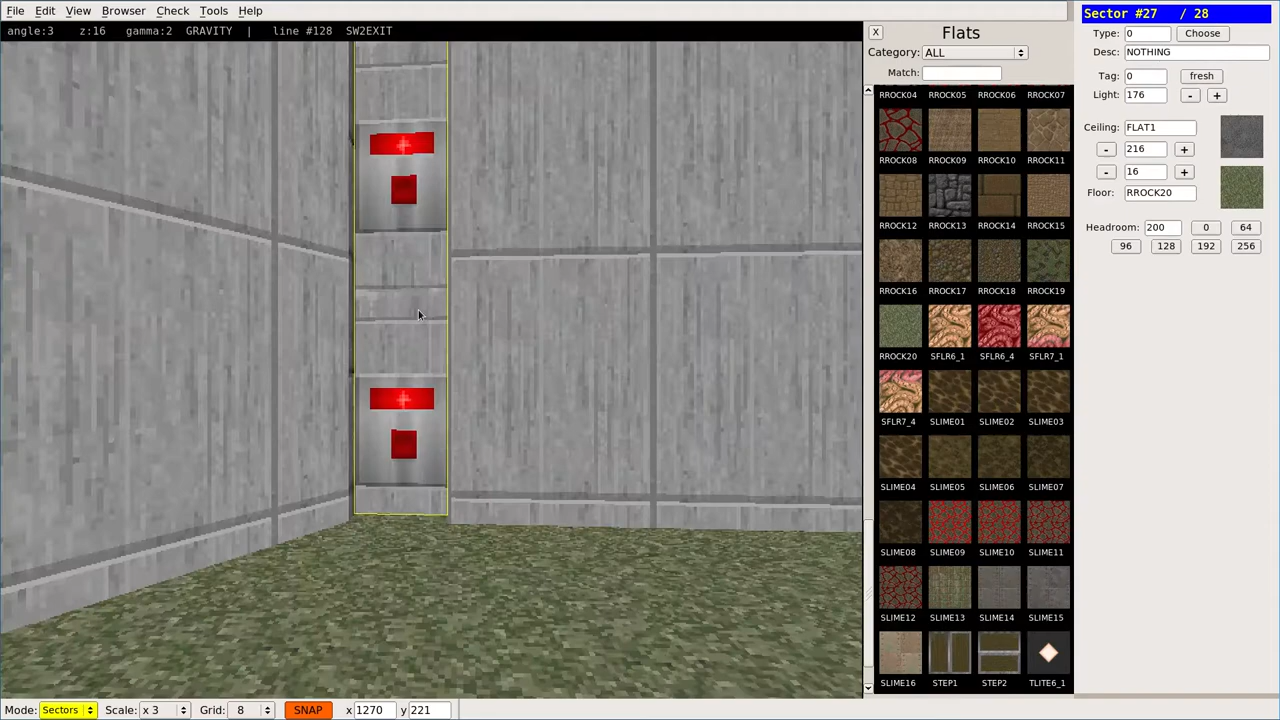 File Edit View Browser Check Tools Help
angle:3 z:16 gamma:2 GRAVITY | line #128 SW2EXIT
X Flats
Category: ALL
Match:
RROCK04 RROCK05 RROCK06 RROCK07
RROCK08 RROCK09 RROCK10 RROCK11
RROCK12 RROCK13 RROCK14 RROCK15
RROCK16 RROCK17 RROCK18 RROCK19
RROCK20 SFLR6_1 SFLR6_4 SFLR7_1
SFLR7_4 SLIME01 SLIME02 SLIME03
SLIME04 SLIME05 SLIME06 SLIME07
SLIME08 SLIME09 SLIME10 SLIME11
SLIME12 SLIME13 SLIME14 SLIME15
SLIME16 STEP1 STEP2 TLITE6_1
Sector #27 / 28
Type: 0 Choose
Desc: NOTHING
Tag: 0 fresh
Light: 176 - +
Ceiling: FLAT1
- 216 +
- 16 +
Floor: RROCK20
Headroom: 200 0 64
96 128 192 256
Mode: Sectors Scale: x 3 Grid: 8 SNAP x 1270 y 221